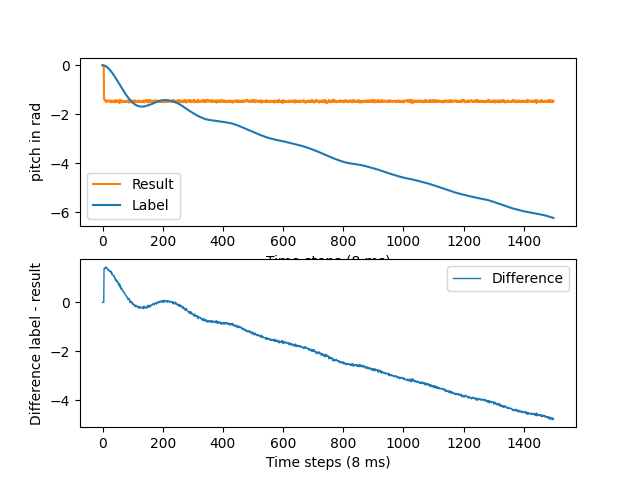 0
−2
−4
−6
pitch in rad
Result
Label
0 200 400 600 800 1000 1200 1400
Time steps (8 ms)
0
−2
−4
Difference label - result
Difference
0 200 400 600 800 1000 1200 1400
Time steps (8 ms)